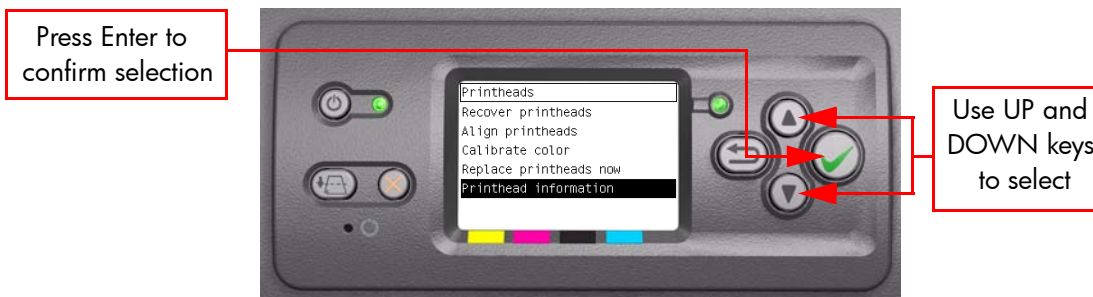 Press Enter to
confirm selection
Printheads
Recover printheads
Align printheads
Calibrate color
Replace printheads now
Printhead information
Use UP and
DOWN keys
to select